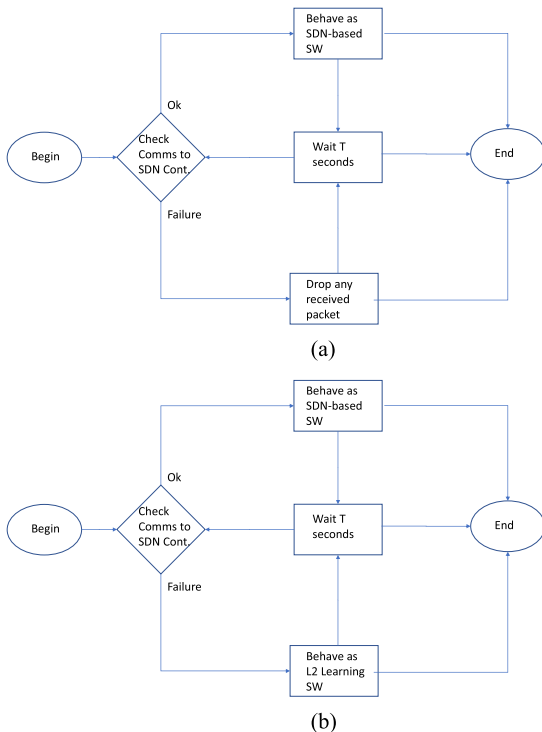 Behave as
SDN-based
SW
Ok
Begin
Check
Comms to
SDN Cont.
Wait T
seconds
End
Failure
Drop any
received
packet
(a)
Behave as
SDN-based
SW
Ok
Begin
Check
Comms to
SDN Cont.
Wait T
seconds
End
Failure
Behave as
L2 Learning
SW
(b)